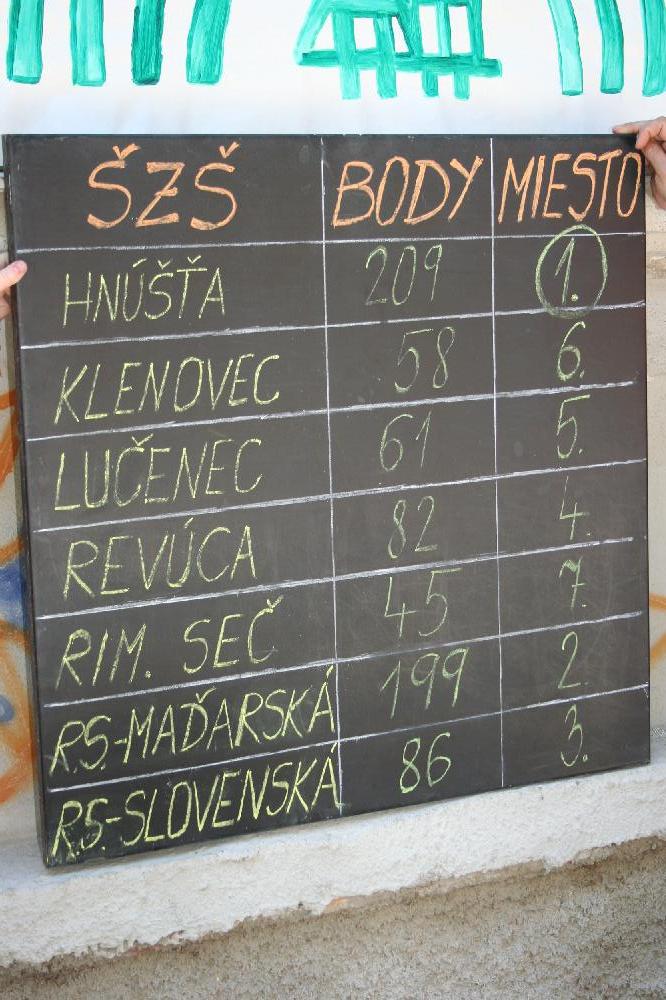 ŠZŠ BODY MIESTO
HNÚŠŤA 209 1.
KLENOVEC 58 6.
LUČENEC 61 5.
REVÚCA 82 4.
RIM. SEČ 45 7.
R.S.-MAĎARSKÁ 199 2.
R.S.-SLOVENSKÁ 86 3.